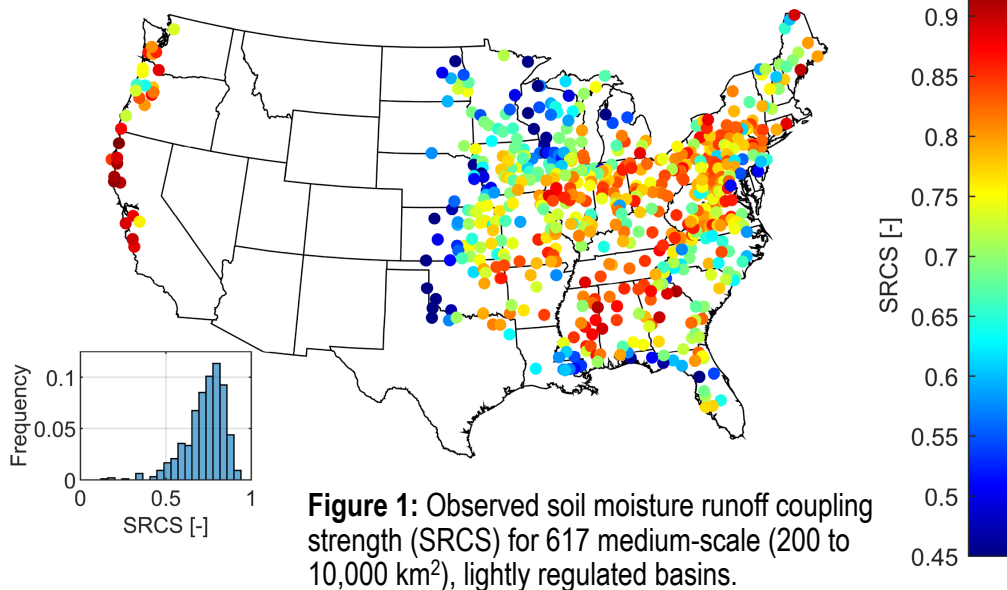 0.9
0.85
0.8
0.75
0.7
0.65
0.6
0.55
0.5
0.45
SRCS [-]
0.1
0.05
0
Frequency
0 0.5 1
SRCS [-]
Figure 1: Observed soil moisture runoff coupling
strength (SRCS) for 617 medium-scale (200 to
10,000 km²), lightly regulated basins.